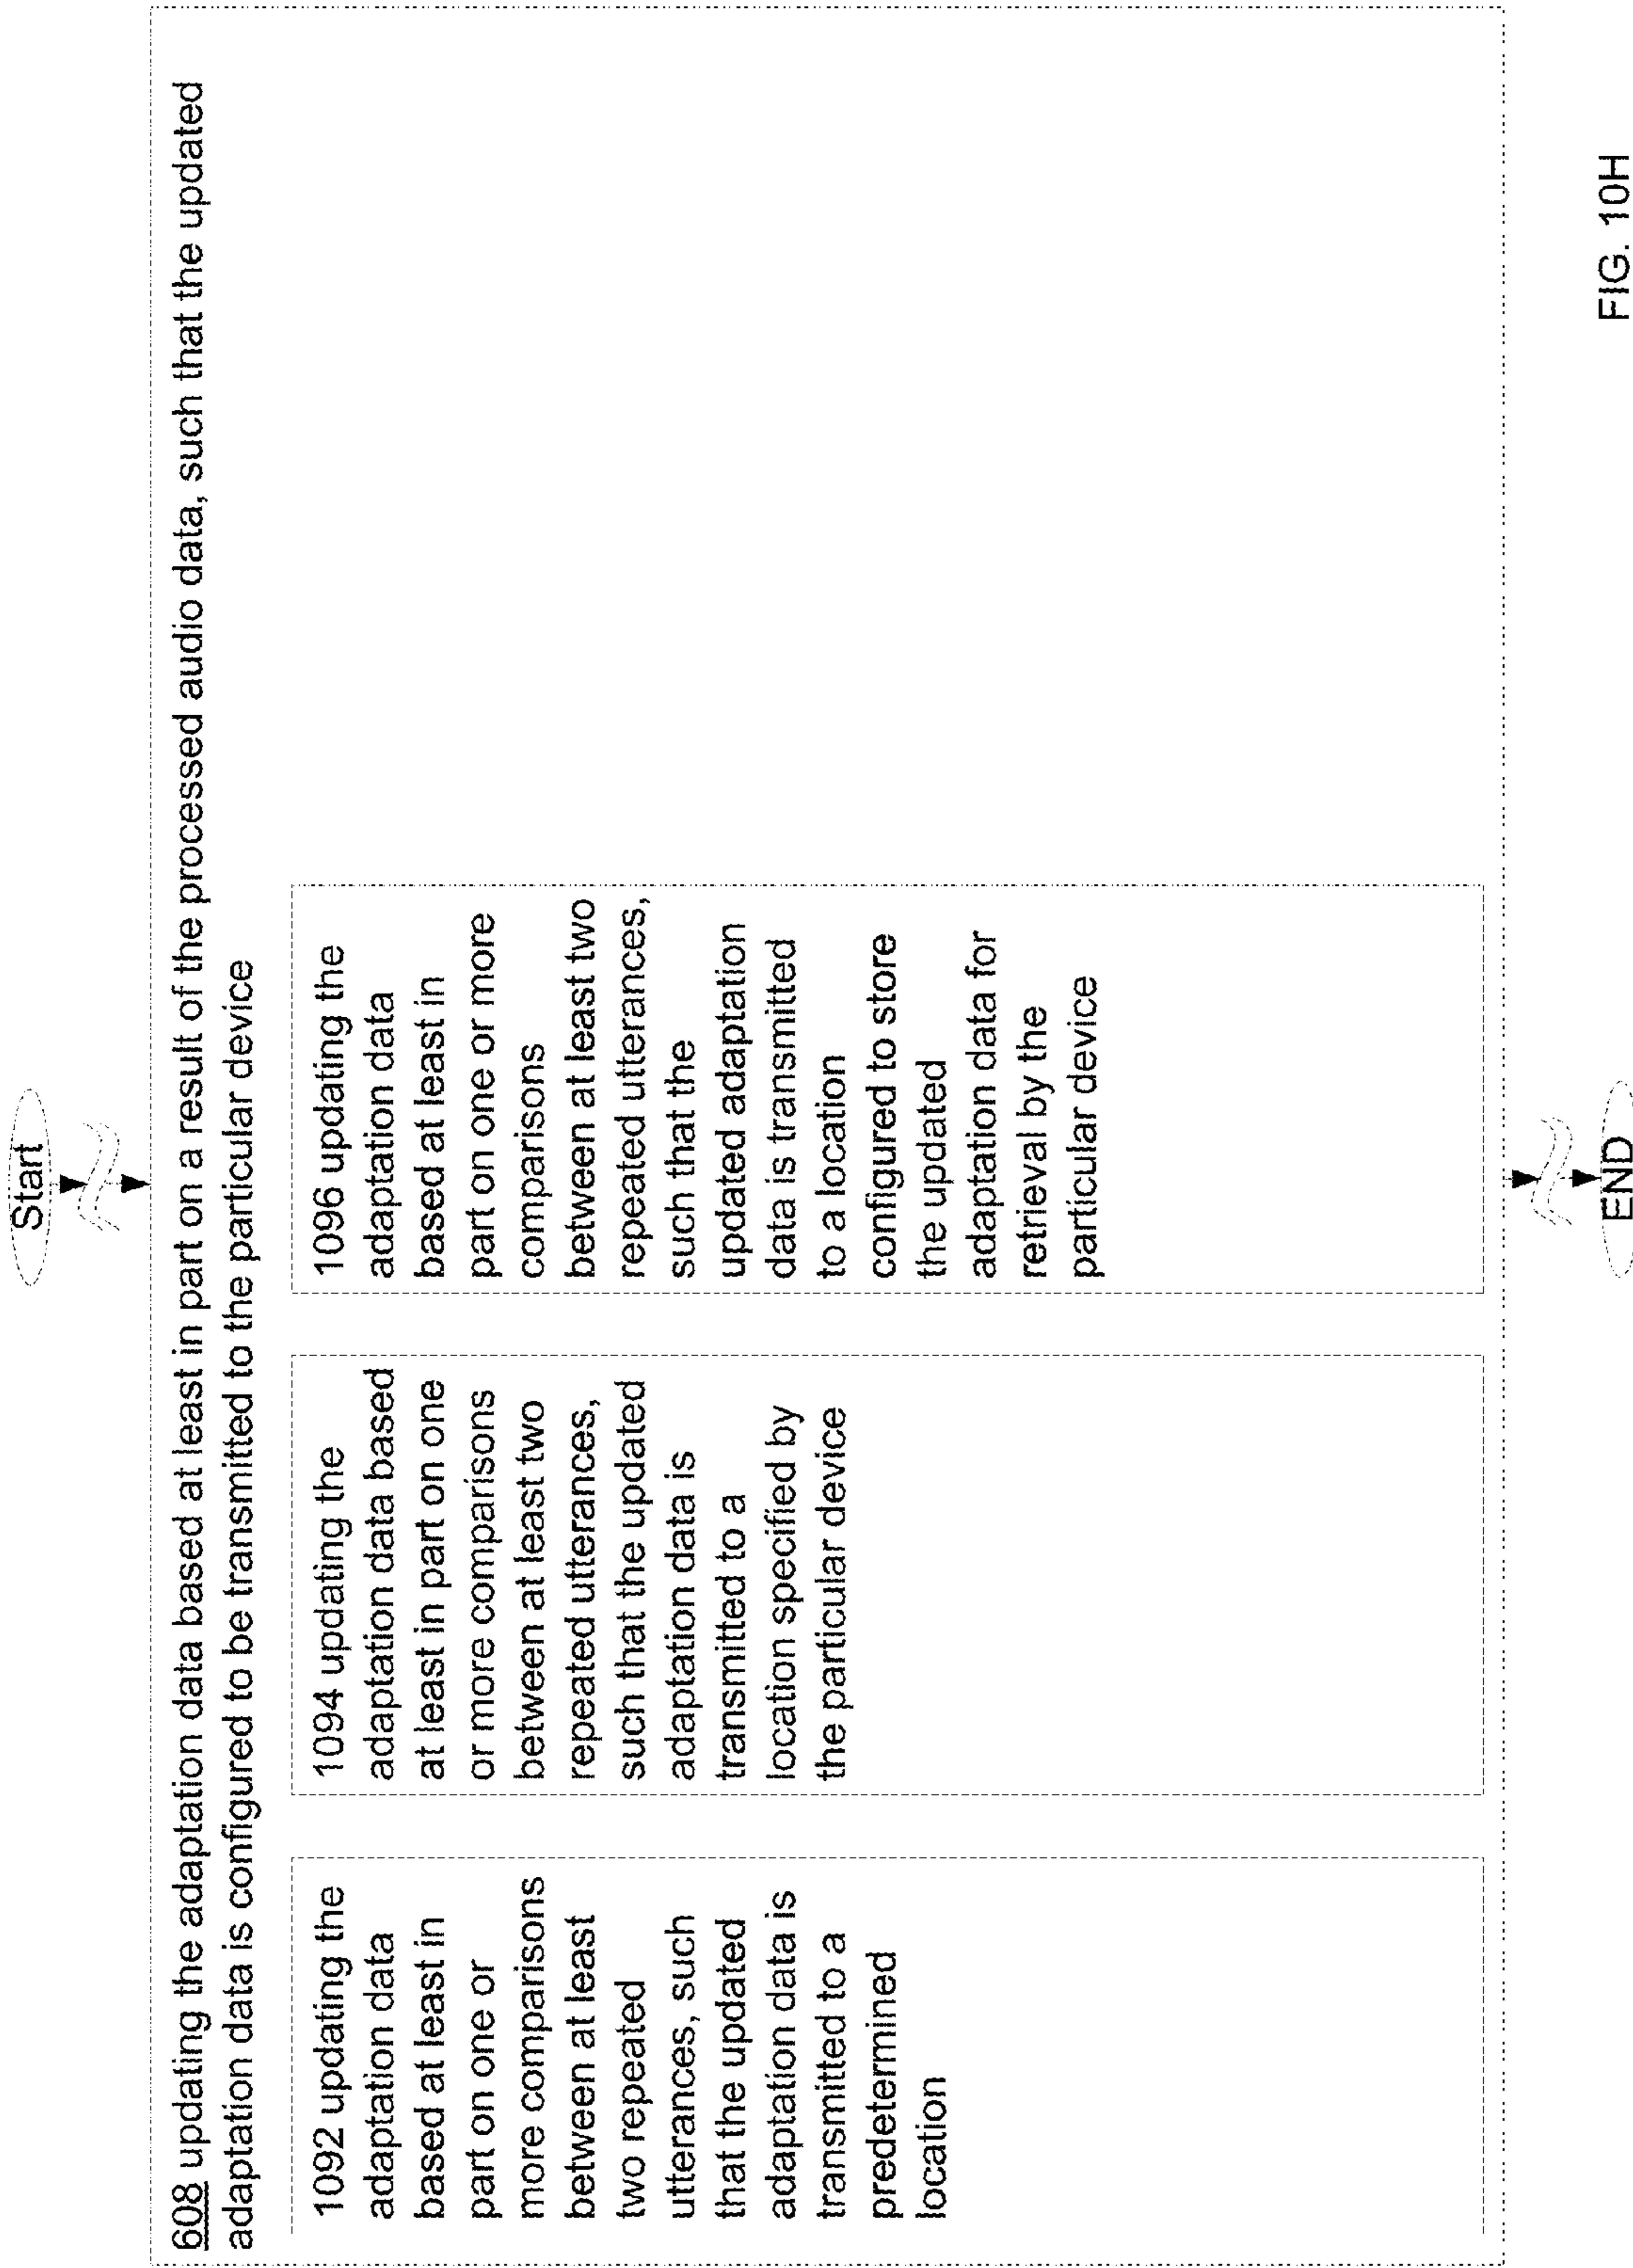 Start
608 updating the adaptation data based at least in part on a result of the processed audio data, such that the updated
adaptation data is configured to be transmitted to the particular device
1092 updating the
adaptation data
based at least in
part on one or
more comparisons
between at least
two repeated
utterances, such
that the updated
adaptation data is
transmitted to a
predetermined
location
1094 updating the
adaptation data based
at least in part on one
or more comparisons
between at least two
repeated utterances,
such that the updated
adaptation data is
transmitted to a
location specified by
the particular device
1096 updating the
adaptation data
based at least in
part on one or more
comparisons
between at least two
repeated utterances,
such that the
updated adaptation
data is transmitted
to a location
configured to store
the updated
adaptation data for
retrieval by the
particular device
END
FIG. 10H